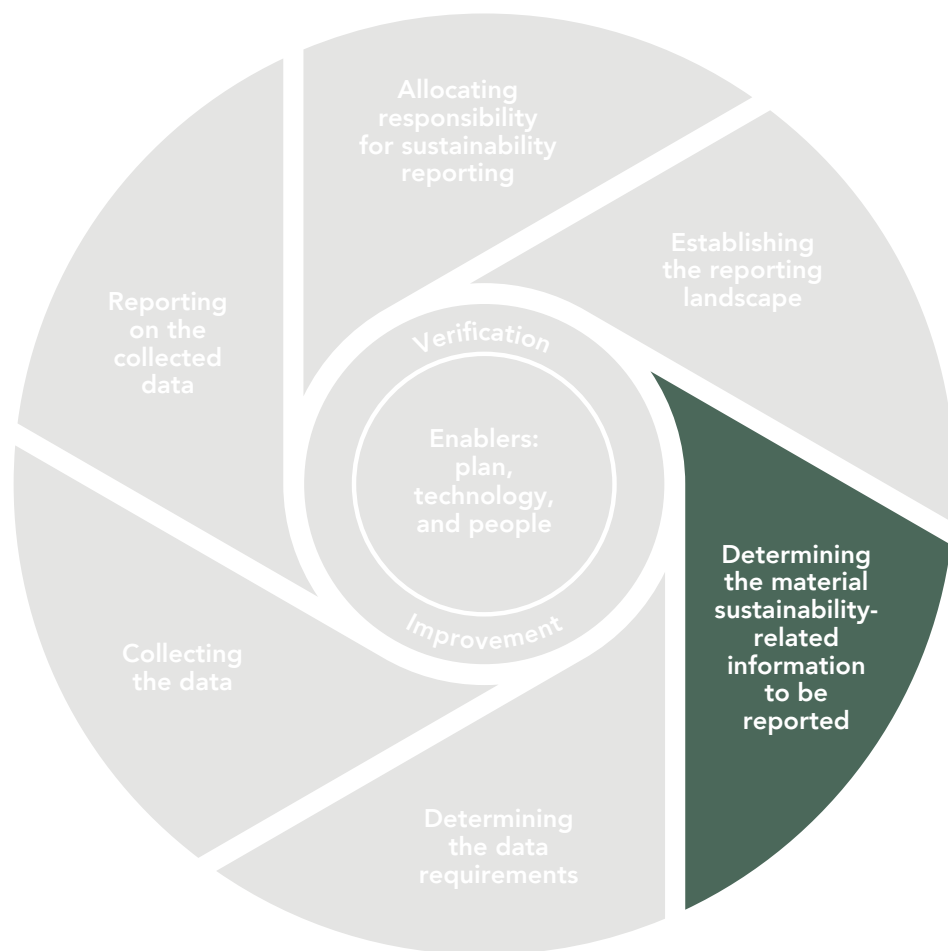 Allocating
responsibility
for sustainability
reporting
Establishing
the reporting
landscape
Determining
the material
sustainability-
related
information
to be
reported
Determining
the data
requirements
Collecting
the data
Reporting
on the
collected
data
Verification
Enablers:
plan,
technology,
and people
Improvement